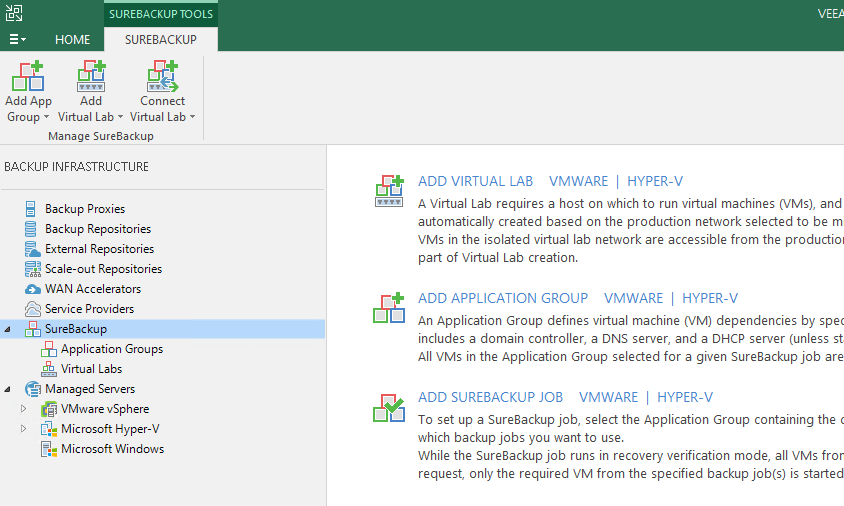 SUREBACKUP TOOLS
VEEA
HOME
SUREBACKUP
Add App
Group
Add
Virtual Lab
Connect
Virtual Lab
Manage SureBackup
BACKUP INFRASTRUCTURE
Backup Proxies
Backup Repositories
External Repositories
Scale-out Repositories
WAN Accelerators
Service Providers
SureBackup
Application Groups
Virtual Labs
Managed Servers
VMware vSphere
Microsoft Hyper-V
Microsoft Windows
ADD VIRTUAL LAB VMWARE | HYPER-V
A Virtual Lab requires a host on which to run virtual machines (VMs), and
automatically created based on the production network selected to be m
VMs in the isolated virtual lab network are accessible from the production
part of Virtual Lab creation.
ADD APPLICATION GROUP VMWARE | HYPER-V
An Application Group defines virtual machine (VM) dependencies by spec
includes a domain controller, a DNS server, and a DHCP server (unless st
All VMs in the Application Group selected for a given SureBackup job are
ADD SUREBACKUP JOB VMWARE | HYPER-V
To set up a SureBackup job, select the Application Group containing the
which backup jobs you want to use.
While the SureBackup job runs in recovery verification mode, all VMs from
request, only the required VM from the specified backup job(s) is started